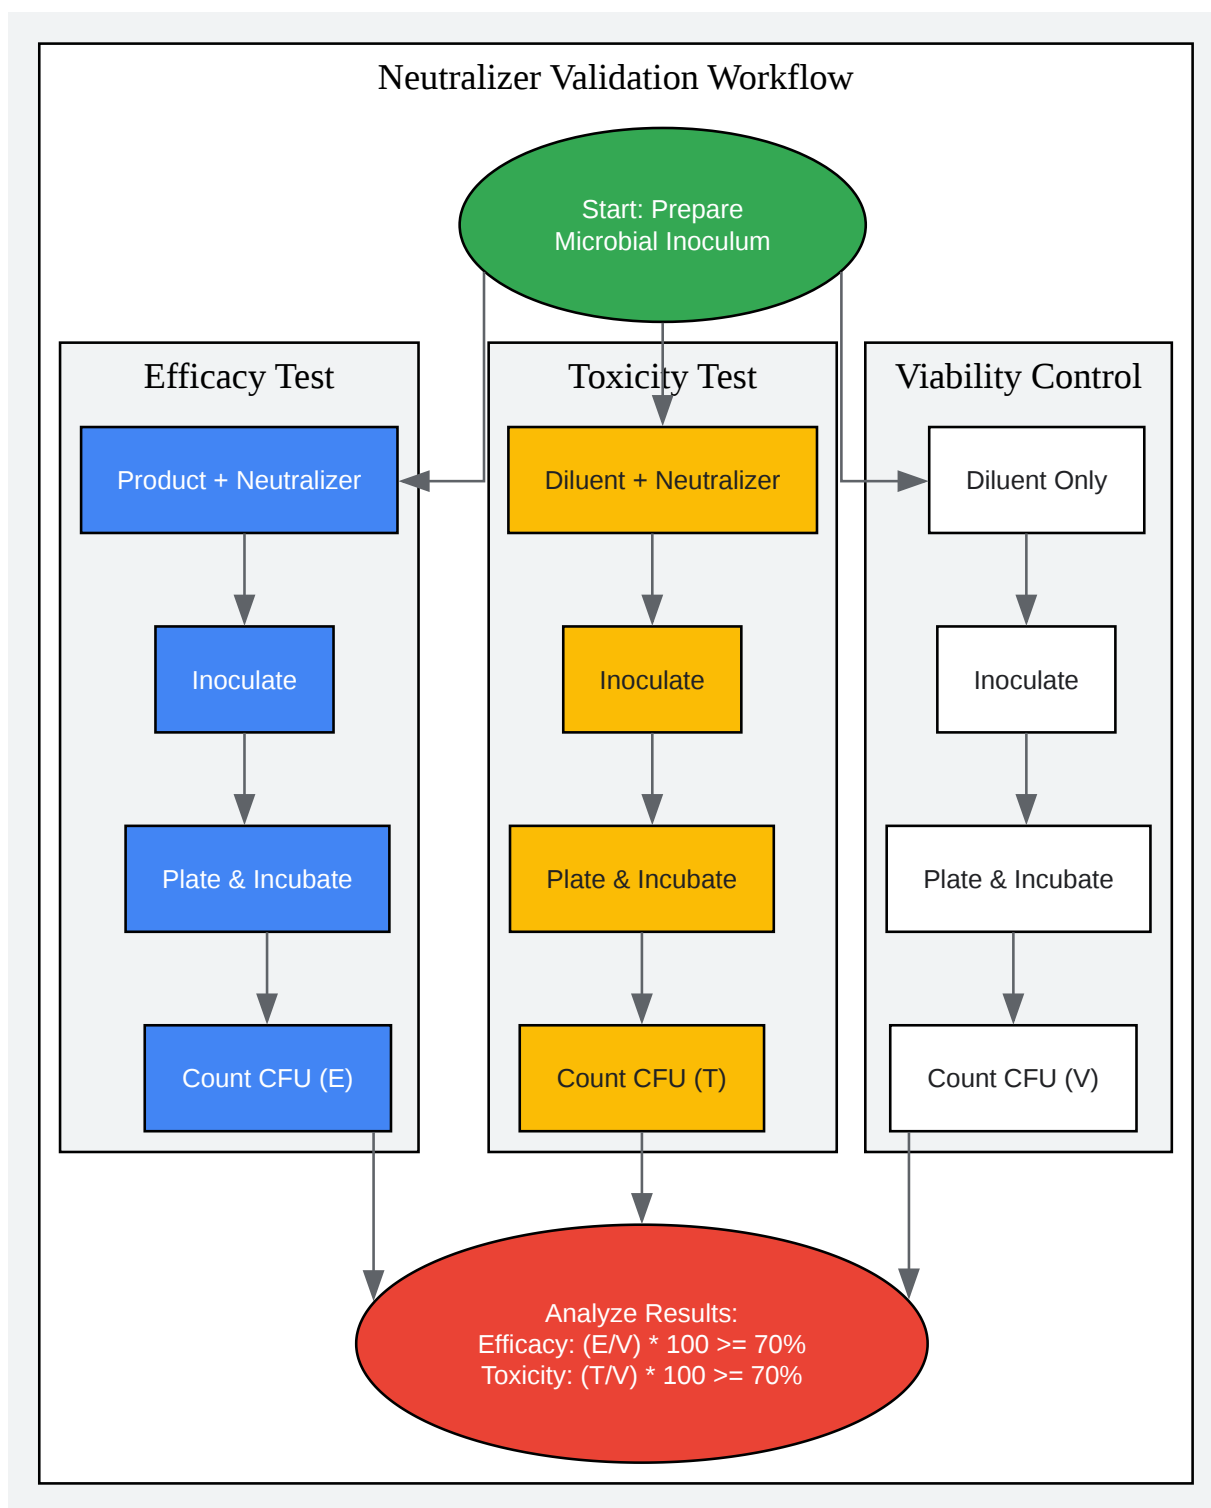 Neutralizer Validation Workflow
Start: Prepare
Microbial Inoculum
Efficacy Test
Product + Neutralizer
Inoculate
Plate & Incubate
Count CFU (E)
Toxicity Test
Diluent + Neutralizer
Inoculate
Plate & Incubate
Count CFU (T)
Viability Control
Diluent Only
Inoculate
Plate & Incubate
Count CFU (V)
Analyze Results:
Efficacy: (E/V) * 100 >= 70%
Toxicity: (T/V) * 100 >= 70%